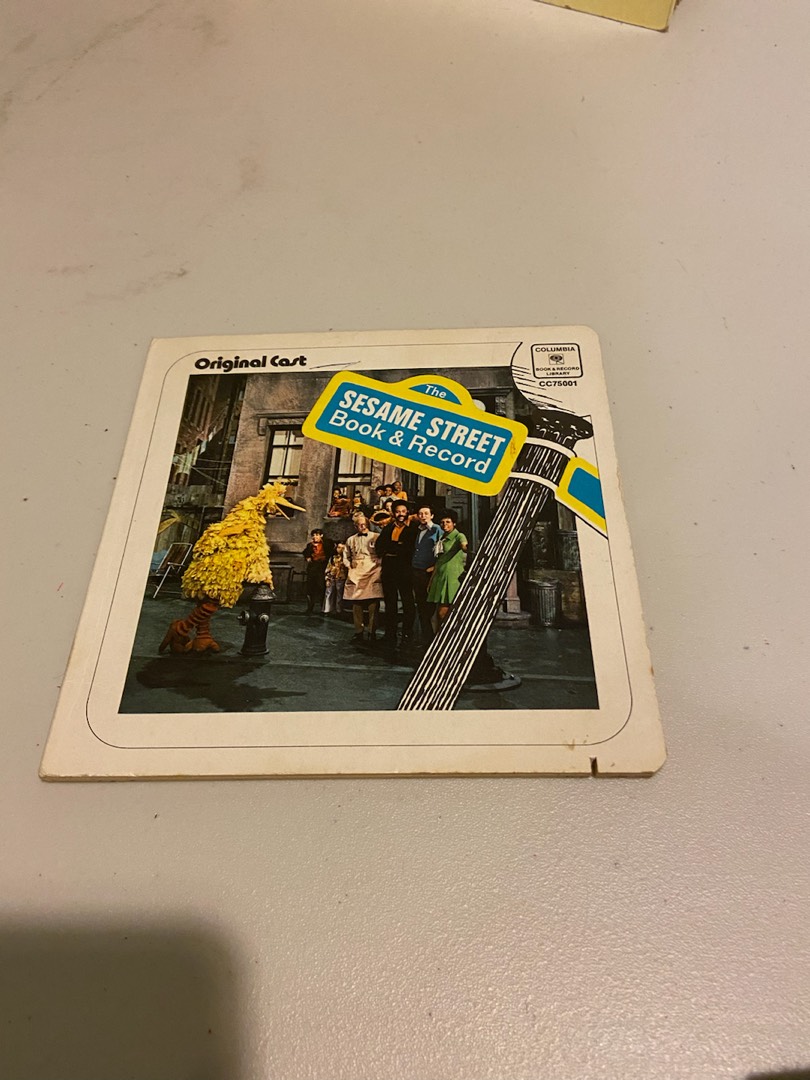 Original Cast
COLUMBIA
BOOK & RECORD
LIBRARY
CC75001
The
SESAME STREET
Book & Record